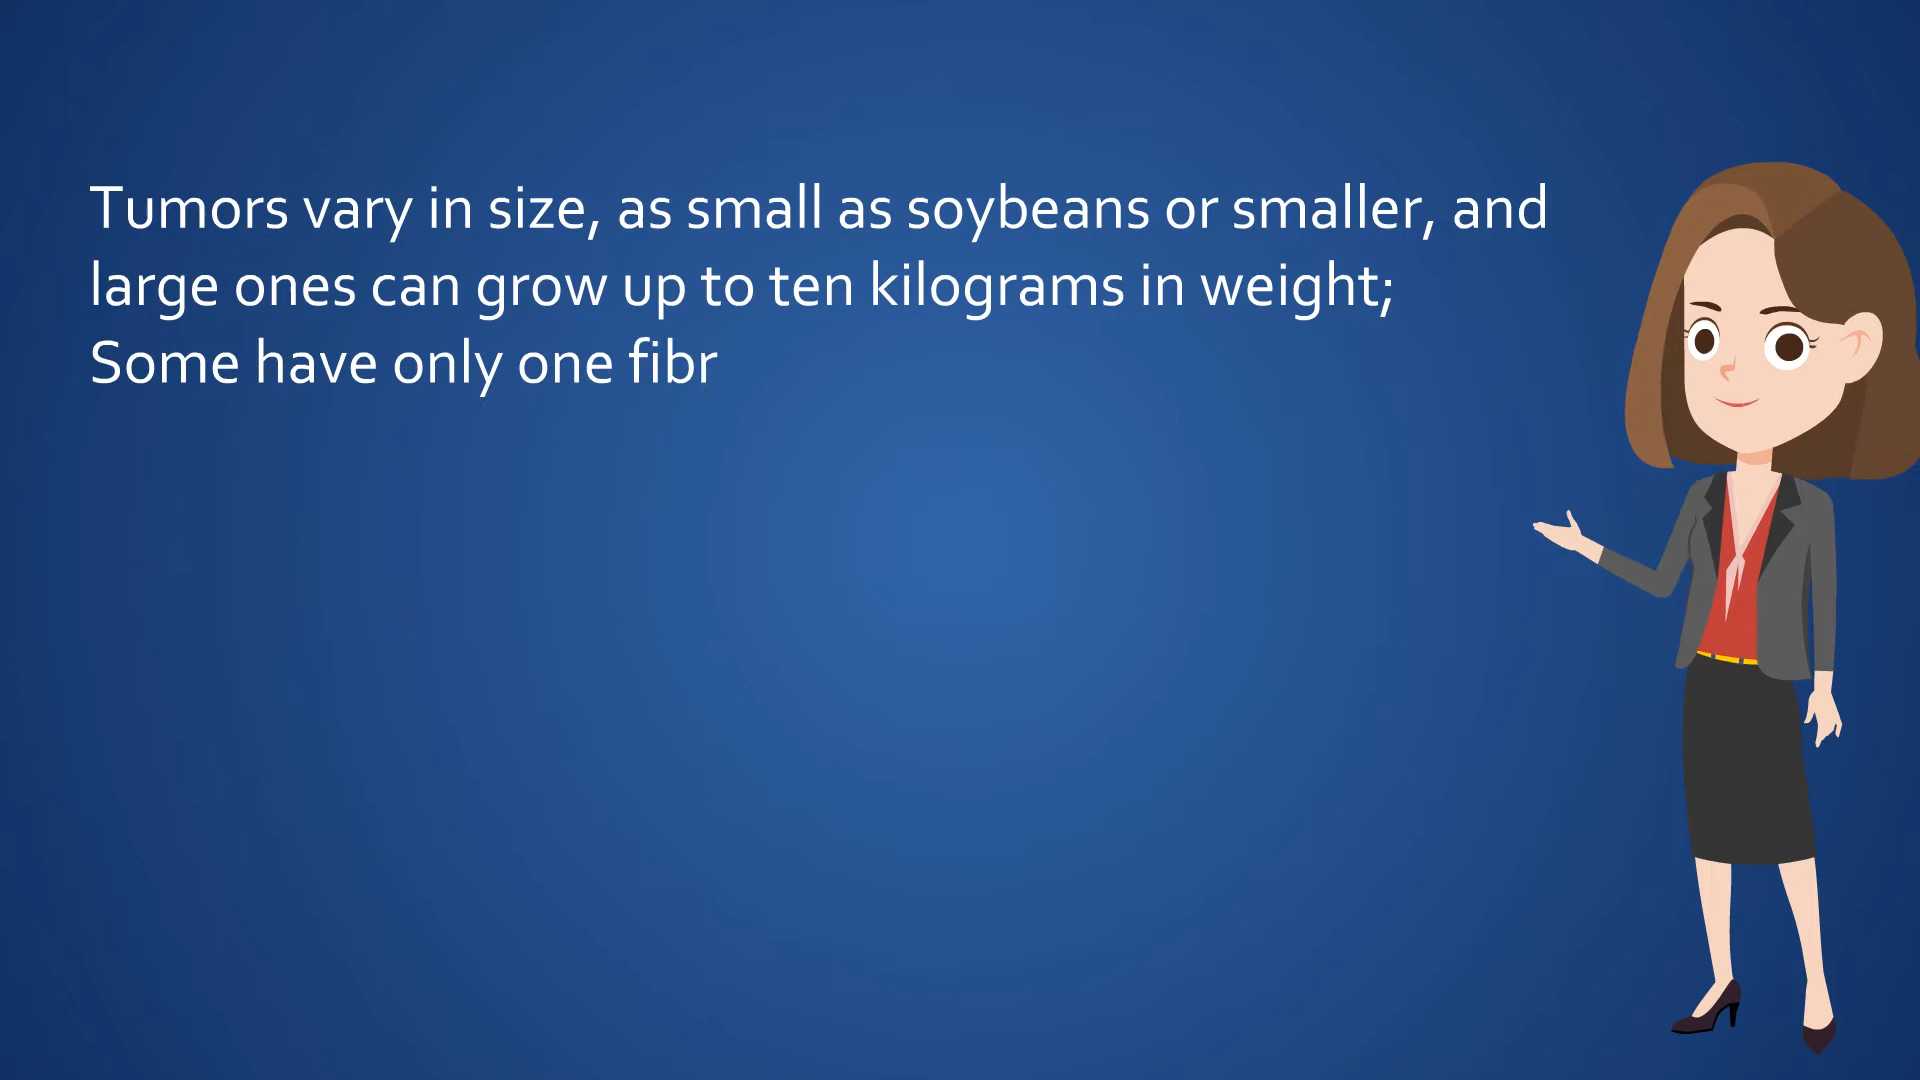 Tumors vary in size, as small as soybeans or smaller, and
large ones can grow up to ten kilograms in weight;
Some have only one fibr